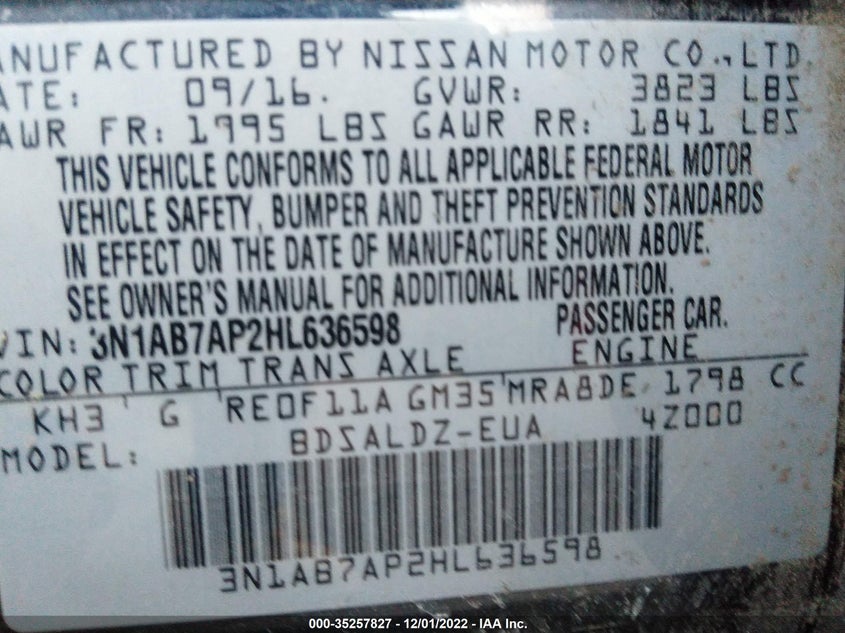 ANUFACTURED BY NISSAN MOTOR CO., LTD.
ATE: 09/16. GVWR: 3823 LBS
AWR FR: 1995 LBS GAWR RR: 1841 LBS
THIS VEHICLE CONFORMS TO ALL APPLICABLE FEDERAL MOTOR
VEHICLE SAFETY, BUMPER AND THEFT PREVENTION STANDARDS
IN EFFECT ON THE DATE OF MANUFACTURE SHOWN ABOVE.
SEE OWNER'S MANUAL FOR ADDITIONAL INFORMATION.
VIN: 3N1AB7AP2HL636598 PASSENGER CAR.
COLOR TRIM TRANS AXLE ENGINE
KH3 G RE0F11A GM35 MRA8DE 1798 CC
MODEL: BDSALDZ-EUA 4Z000
3N1AB7AP2HL636598
000-35257827 - 12/01/2022 - IAA Inc.